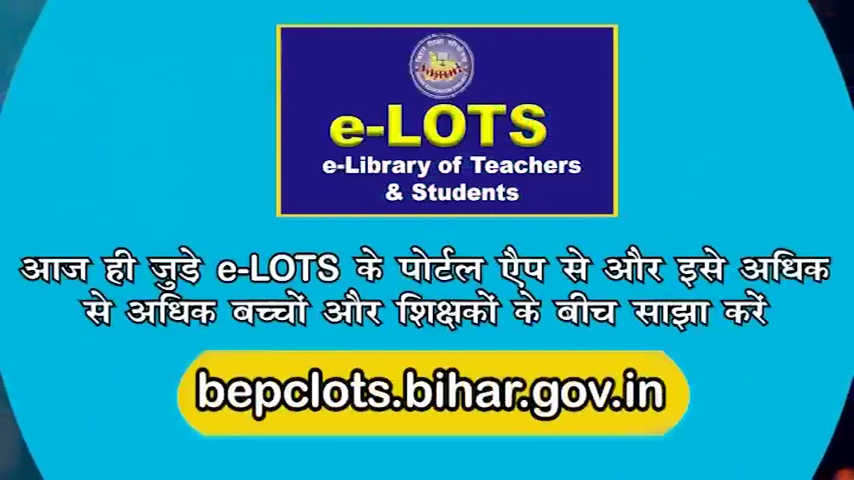 e-LOTS
e-Library of Teachers
& Students
आज ही जुडे e-LOTS के पोर्टल एैप से और इसे अधिक
से अधिक बच्चों और शिक्षकों के बीच साझा करें
bepclots.bihar.gov.in